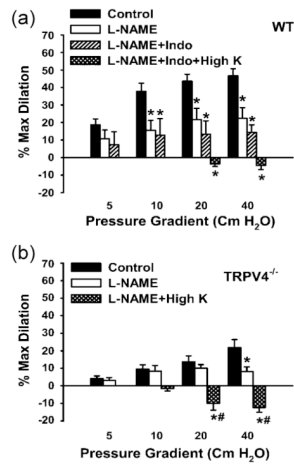 (a)
Control
L-NAME
L-NAME+Indo
L-NAME+Indo+High K
WT
% Max Dilation
70
60
50
40
30
20
10
0
-10
-20
* *
* *
*
* *
*
5 10 20 40
Pressure Gradient (Cm H₂O)
(b)
Control
L-NAME
L-NAME+High K
TRPV4-/-
% Max Dilation
70
60
50
40
30
20
10
0
-10
-20
*
*#
*#
5 10 20 40
Pressure Gradient (Cm H₂O)